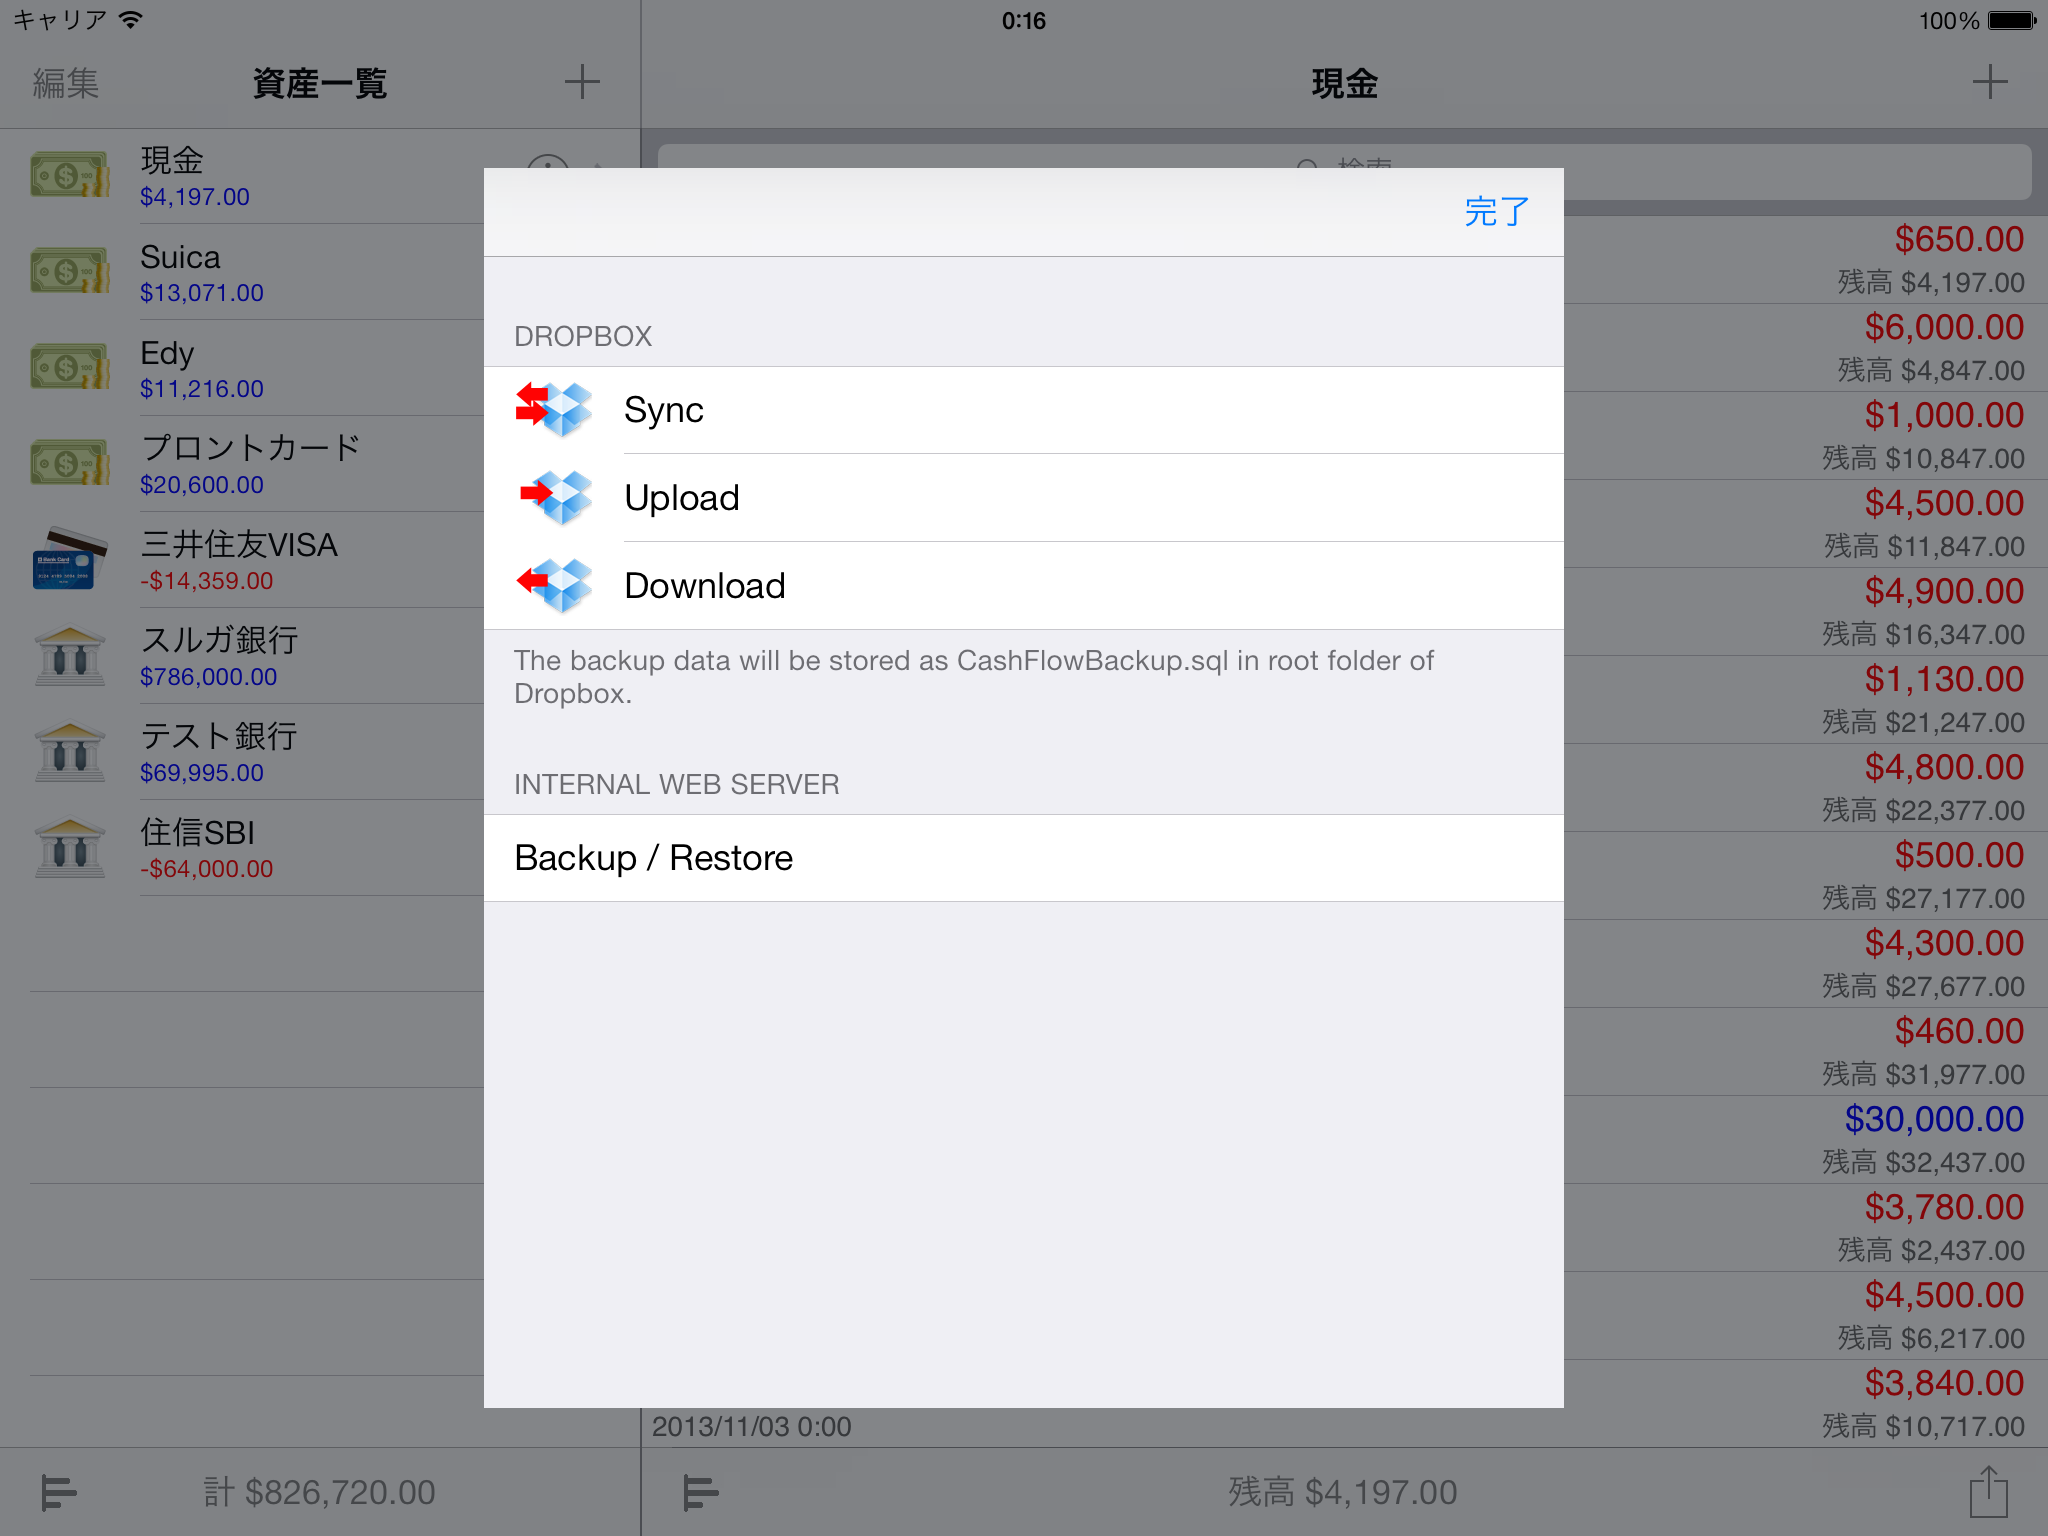 キャリア 0:16 100%
編集 資産一覧 現金
現金
$4,197.00
Suica
$13,071.00
Edy
$11,216.00
プロントカード
$20,600.00
三井住友VISA
-$14,359.00
スルガ銀行
$786,000.00
テスト銀行
$69,995.00
住信SBI
-$64,000.00
計 $826,720.00
検索
完了
DROPBOX
Sync
Upload
Download
The backup data will be stored as CashFlowBackup.sql in root folder of
Dropbox.
INTERNAL WEB SERVER
Backup / Restore
$650.00
残高 $4,197.00
$6,000.00
残高 $4,847.00
$1,000.00
残高 $10,847.00
$4,500.00
残高 $11,847.00
$4,900.00
残高 $16,347.00
$1,130.00
残高 $21,247.00
$4,800.00
残高 $22,377.00
$500.00
残高 $27,177.00
$4,300.00
残高 $27,677.00
$460.00
残高 $31,977.00
$30,000.00
残高 $32,437.00
$3,780.00
残高 $2,437.00
$4,500.00
残高 $6,217.00
$3,840.00
2013/11/03 0:00 残高 $10,717.00
残高 $4,197.00